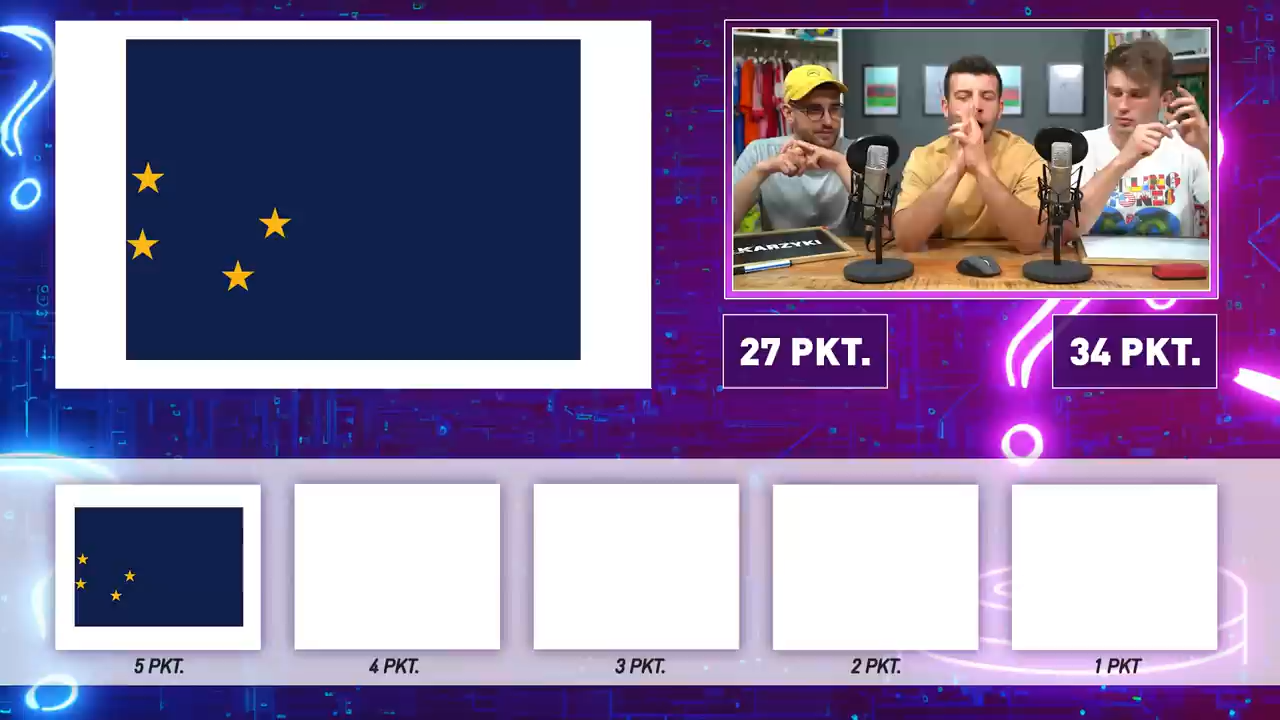 KARZYKI
27 PKT.
34 PKT.
5 PKT.
4 PKT.
3 PKT.
2 PKT.
1 PKT